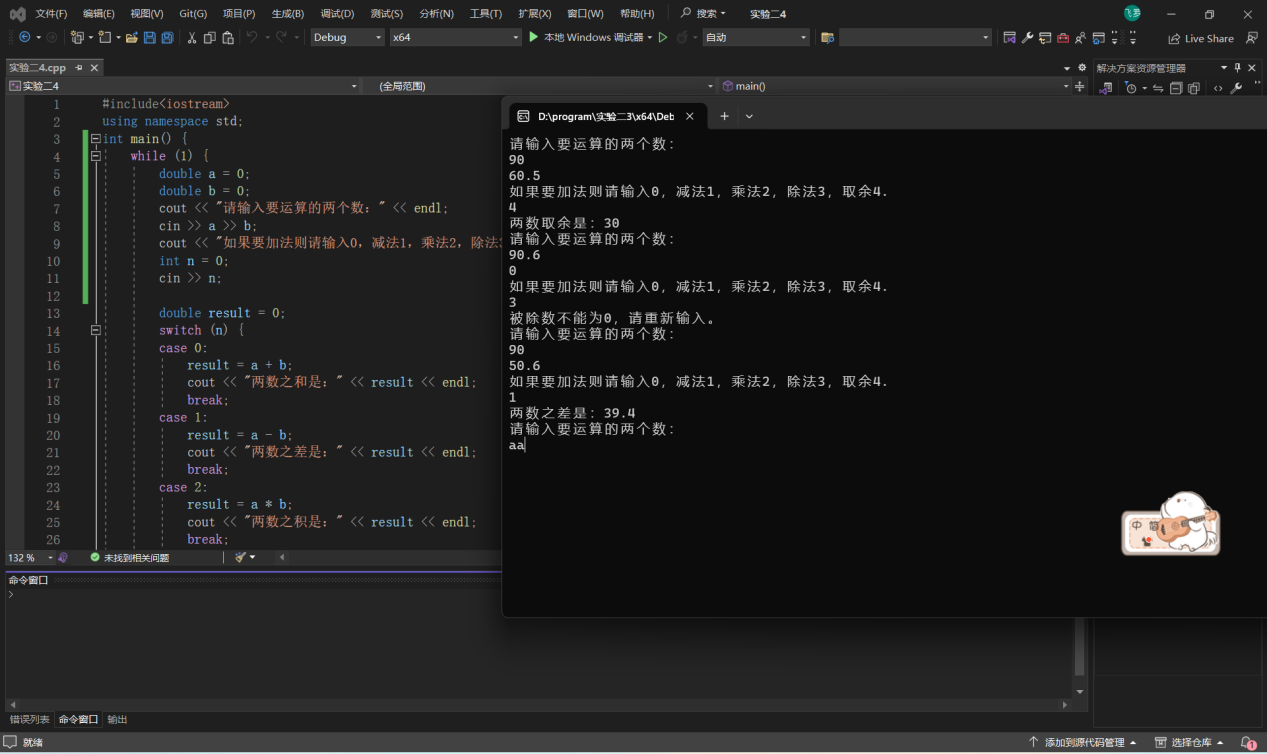 文件(F) 编辑(E) 视图(V) Git(G) 项目(P) 生成(B) 调试(D) 测试(S) 分析(N) 工具(T) 扩展(X) 窗口(W) 帮助(H) 搜索 实验二4 飞罗
Debug x64 本地 Windows 调试器 自动 Live Share
实验二4.cpp
解决方案资源管理器
实验二4 (全局范围) main()
1 #include<iostream>
2 using namespace std;
3 int main() {
4 while (1) {
5 double a = 0;
6 double b = 0;
7 cout << "请输入要运算的两个数：" << endl;
8 cin >> a >> b;
9 cout << "如果要加法则请输入0，减法1，乘法2，除法3
10 int n = 0;
11 cin >> n;
12
13 double result = 0;
14 switch (n) {
15 case 0:
16 result = a + b;
17 cout << "两数之和是：" << result << endl;
18 break;
19 case 1:
20 result = a - b;
21 cout << "两数之差是：" << result << endl;
22 break;
23 case 2:
24 result = a * b;
25 cout << "两数之积是：" << result << endl;
26 break;
132 % 未找到相关问题
D:\program\实验二3\x64\Deb
请输入要运算的两个数：
90
60.5
如果要加法则请输入0，减法1，乘法2，除法3，取余4.
4
两数取余是：30
请输入要运算的两个数：
90.6
0
如果要加法则请输入0，减法1，乘法2，除法3，取余4.
3
被除数不能为0，请重新输入。
请输入要运算的两个数：
90
50.6
如果要加法则请输入0，减法1，乘法2，除法3，取余4.
1
两数之差是：39.4
请输入要运算的两个数：
aa
中 简
命令窗口
>
错误列表 命令窗口 输出
就绪 添加到源代码管理 选择仓库 1